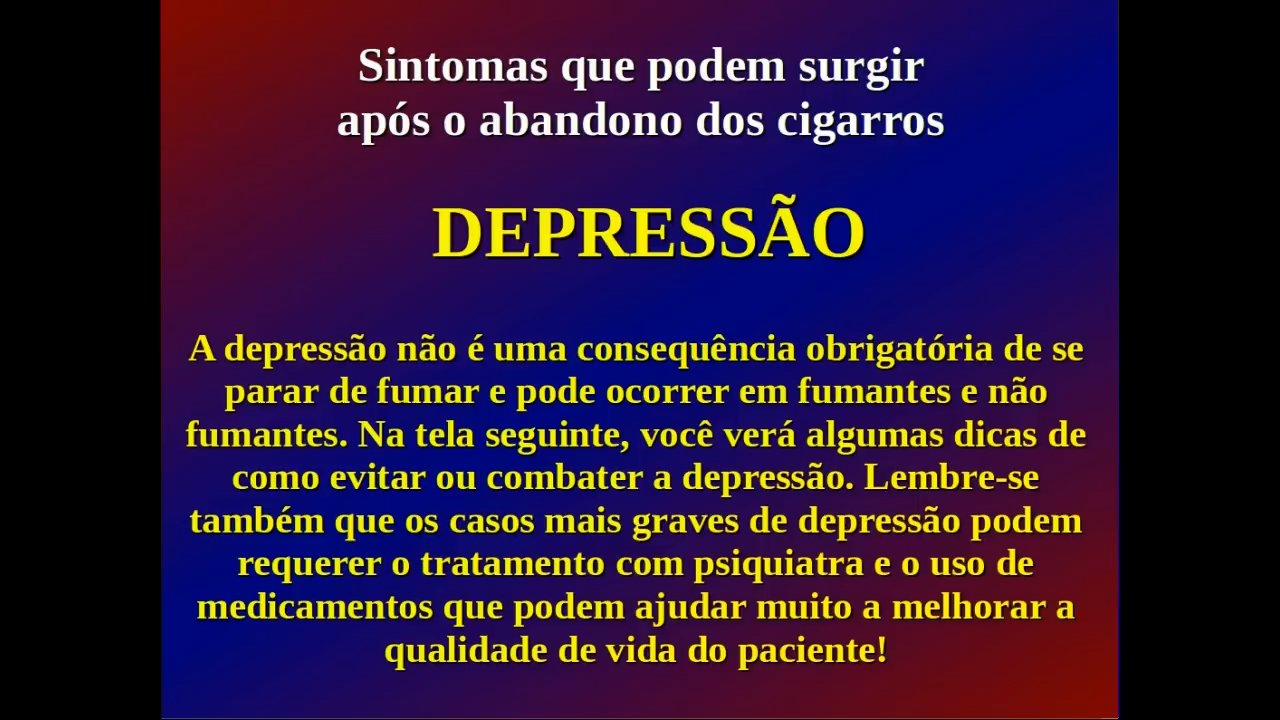 Sintomas que podem surgir
após o abandono dos cigarros
DEPRESSÃO
A depressão não é uma consequência obrigatória de se
parar de fumar e pode ocorrer em fumantes e não
fumantes. Na tela seguinte, você verá algumas dicas de
como evitar ou combater a depressão. Lembre-se
também que os casos mais graves de depressão podem
requerer o tratamento com psiquiatra e o uso de
medicamentos que podem ajudar muito a melhorar a
qualidade de vida do paciente!